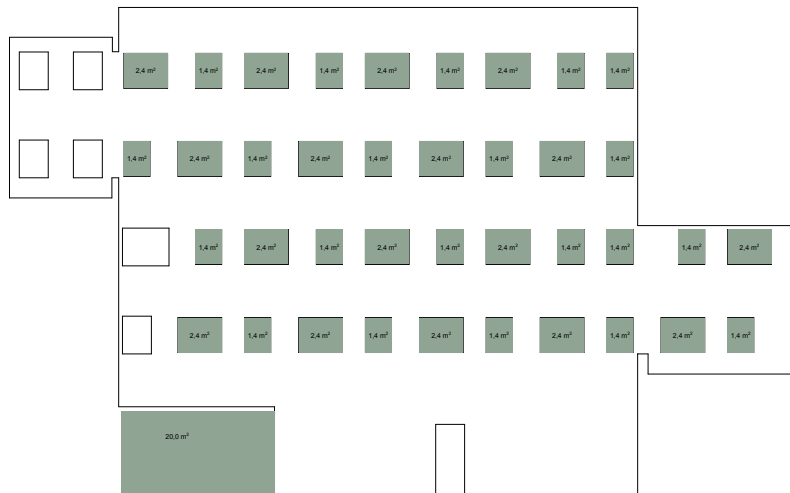 2,4 m² 1,4 m² 2,4 m² 1,4 m² 2,4 m² 1,4 m² 2,4 m² 1,4 m² 1,4 m²
1,4 m² 2,4 m² 1,4 m² 2,4 m² 1,4 m² 2,4 m² 1,4 m² 2,4 m² 1,4 m²
1,4 m² 2,4 m² 1,4 m² 2,4 m² 1,4 m² 2,4 m² 1,4 m² 1,4 m² 1,4 m² 2,4 m²
2,4 m² 1,4 m² 2,4 m² 1,4 m² 2,4 m² 1,4 m² 2,4 m² 1,4 m² 2,4 m² 1,4 m²
20,0 m²